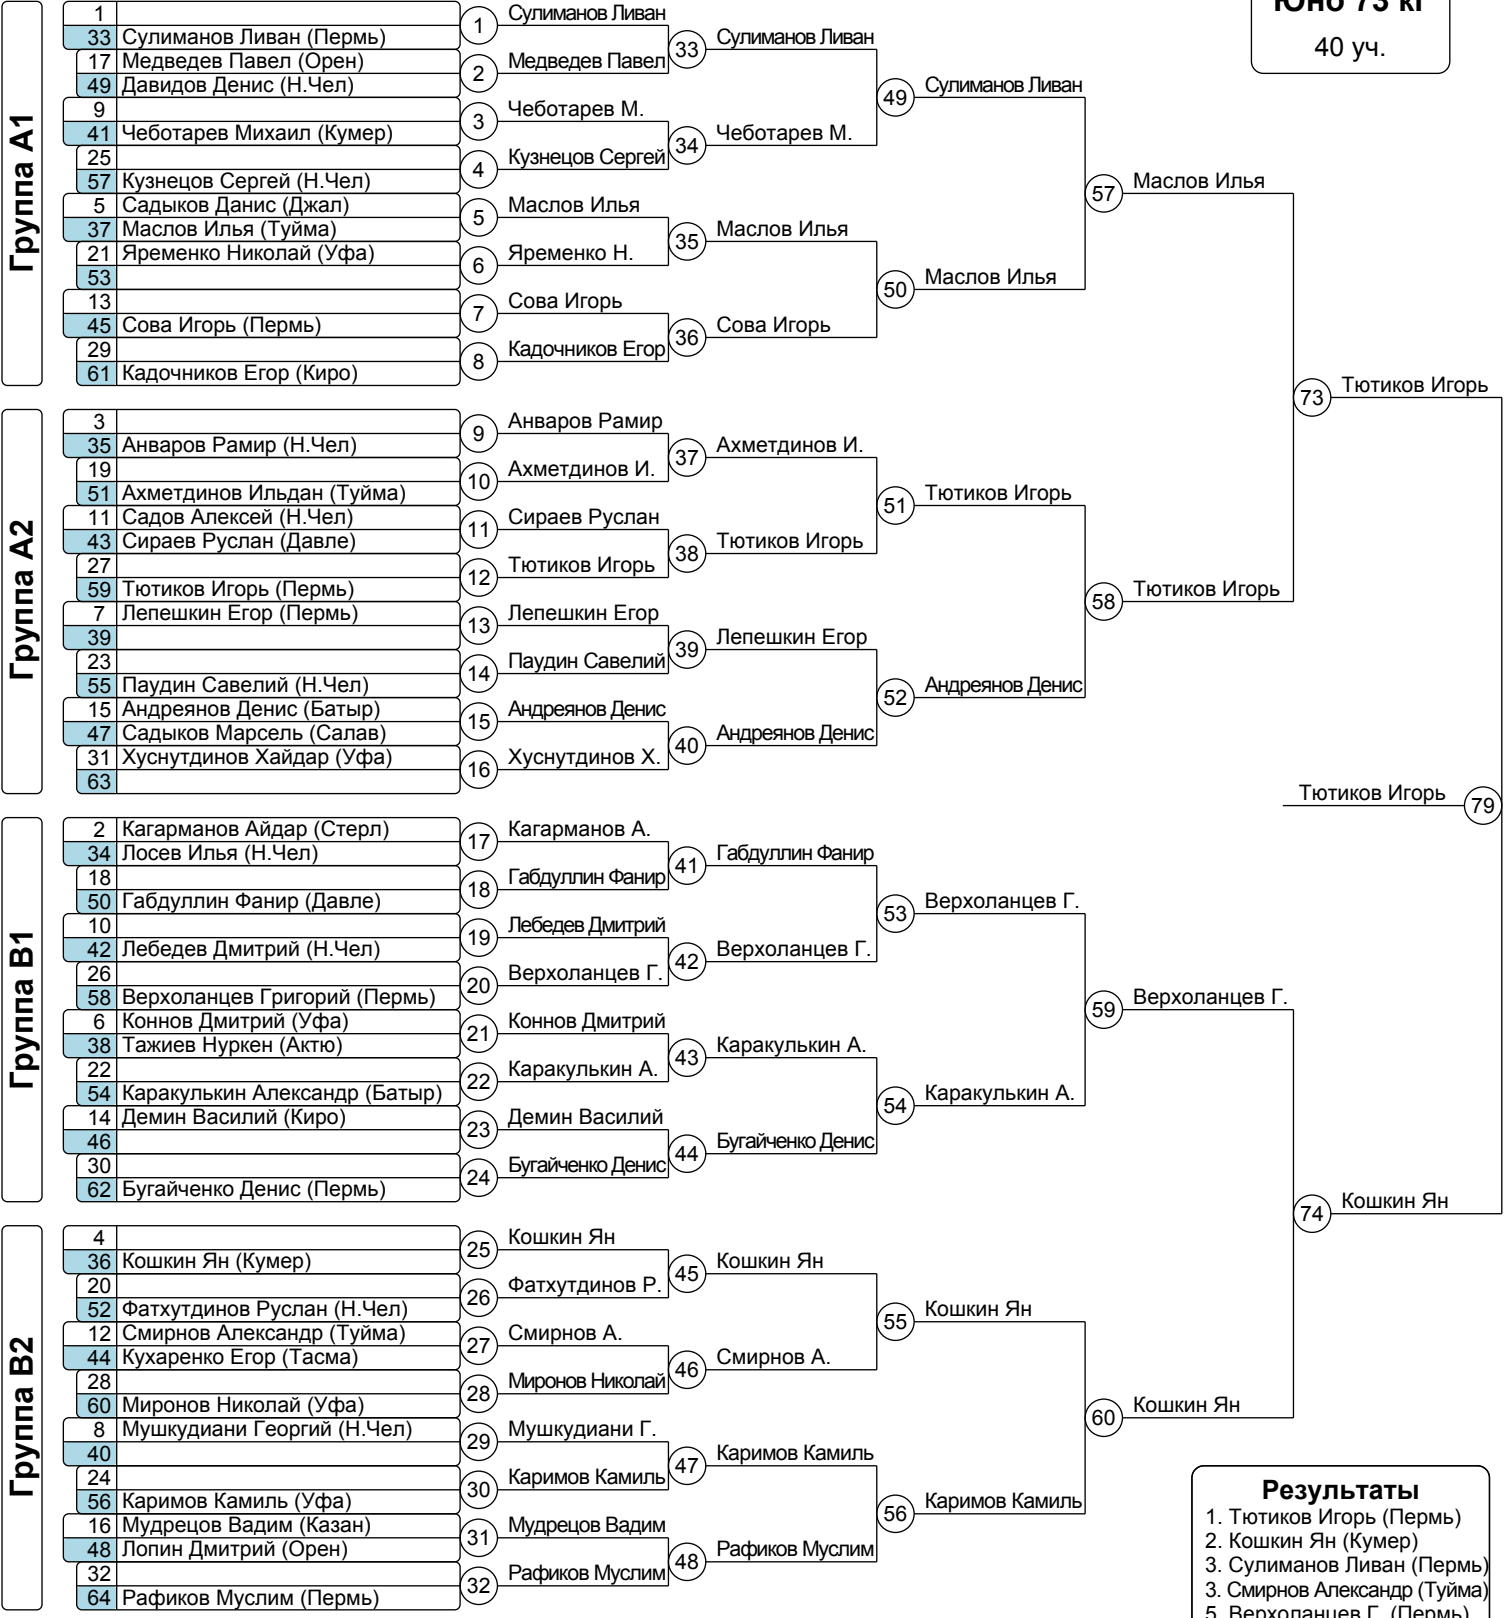 Юно 73 кг
40 уч.
Группа A1
1
33 Сулиманов Ливан (Пермь)
17 Медведев Павел (Орен)
49 Давидов Денис (Н.Чел)
9
41 Чеботарев Михаил (Кумер)
25
57 Кузнецов Сергей (Н.Чел)
5 Садыков Данис (Джал)
37 Маслов Илья (Туйма)
21 Яременко Николай (Уфа)
53
13
45 Сова Игорь (Пермь)
29
61 Кадочников Егор (Киро)
1 Сулиманов Ливан
2 Медведев Павел
3 Чеботарев М.
4 Кузнецов Сергей
5 Маслов Илья
6 Яременко Н.
7 Сова Игорь
8 Кадочников Егор
33 Сулиманов Ливан
34 Чеботарев М.
35 Маслов Илья
36 Сова Игорь
49 Сулиманов Ливан
50 Маслов Илья
57 Маслов Илья
Группа A2
3
35 Анваров Рамир (Н.Чел)
19
51 Ахметдинов Ильдан (Туйма)
11 Садов Алексей (Н.Чел)
43 Сираев Руслан (Давле)
27
59 Тютиков Игорь (Пермь)
7 Лепешкин Егор (Пермь)
39
23
55 Паудин Савелий (Н.Чел)
15 Андреянов Денис (Батыр)
47 Садыков Марсель (Салав)
31 Хуснутдинов Хайдар (Уфа)
63
9 Анваров Рамир
10 Ахметдинов И.
11 Сираев Руслан
12 Тютиков Игорь
13 Лепешкин Егор
14 Паудин Савелий
15 Андреянов Денис
16 Хуснутдинов Х.
37 Ахметдинов И.
38 Тютиков Игорь
39 Лепешкин Егор
40 Андреянов Денис
51 Тютиков Игорь
52 Андреянов Денис
58 Тютиков Игорь
73 Тютиков Игорь
Тютиков Игорь 79
Группа B1
2 Кагарманов Айдар (Стерл)
34 Лосев Илья (Н.Чел)
18
50 Габдуллин Фанир (Давле)
10
42 Лебедев Дмитрий (Н.Чел)
26
58 Верхоланцев Григорий (Пермь)
6 Коннов Дмитрий (Уфа)
38 Тажиев Нуркен (Актю)
22
54 Каракулькин Александр (Батыр)
14 Демин Василий (Киро)
46
30
62 Бугайченко Денис (Пермь)
17 Кагарманов А.
18 Габдуллин Фанир
19 Лебедев Дмитрий
20 Верхоланцев Г.
21 Коннов Дмитрий
22 Каракулькин А.
23 Демин Василий
24 Бугайченко Денис
41 Габдуллин Фанир
42 Верхоланцев Г.
43 Каракулькин А.
44 Бугайченко Денис
53 Верхоланцев Г.
54 Каракулькин А.
59 Верхоланцев Г.
74 Кошкин Ян
Группа B2
4
36 Кошкин Ян (Кумер)
20
52 Фатхутдинов Руслан (Н.Чел)
12 Смирнов Александр (Туйма)
44 Кухаренко Егор (Тасма)
28
60 Миронов Николай (Уфа)
8 Мушкудиани Георгий (Н.Чел)
40
24
56 Каримов Камиль (Уфа)
16 Мудрецов Вадим (Казан)
48 Лопин Дмитрий (Орен)
32
64 Рафиков Муслим (Пермь)
25 Кошкин Ян
26 Фатхутдинов Р.
27 Смирнов А.
28 Миронов Николай
29 Мушкудиани Г.
30 Каримов Камиль
31 Мудрецов Вадим
32 Рафиков Муслим
45 Кошкин Ян
46 Смирнов А.
47 Каримов Камиль
48 Рафиков Муслим
55 Кошкин Ян
56 Каримов Камиль
60 Кошкин Ян
Результаты
1. Тютиков Игорь (Пермь)
2. Кошкин Ян (Кумер)
3. Сулиманов Ливан (Пермь)
3. Смирнов Александр (Туйма)
5. Верхоланцев Г. (Пермь)